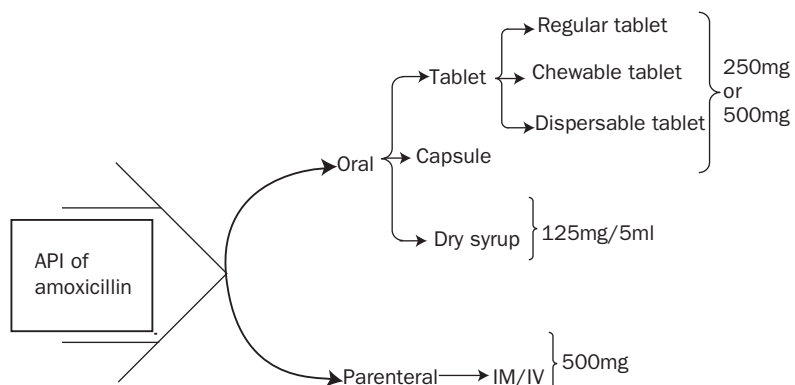 Regular tablet
Tablet
Chewable tablet
Dispersable tablet
250mg
or
500mg
Oral
Capsule
Dry syrup
125mg/5ml
API of
amoxicillin
Parenteral
IM/IV
500mg